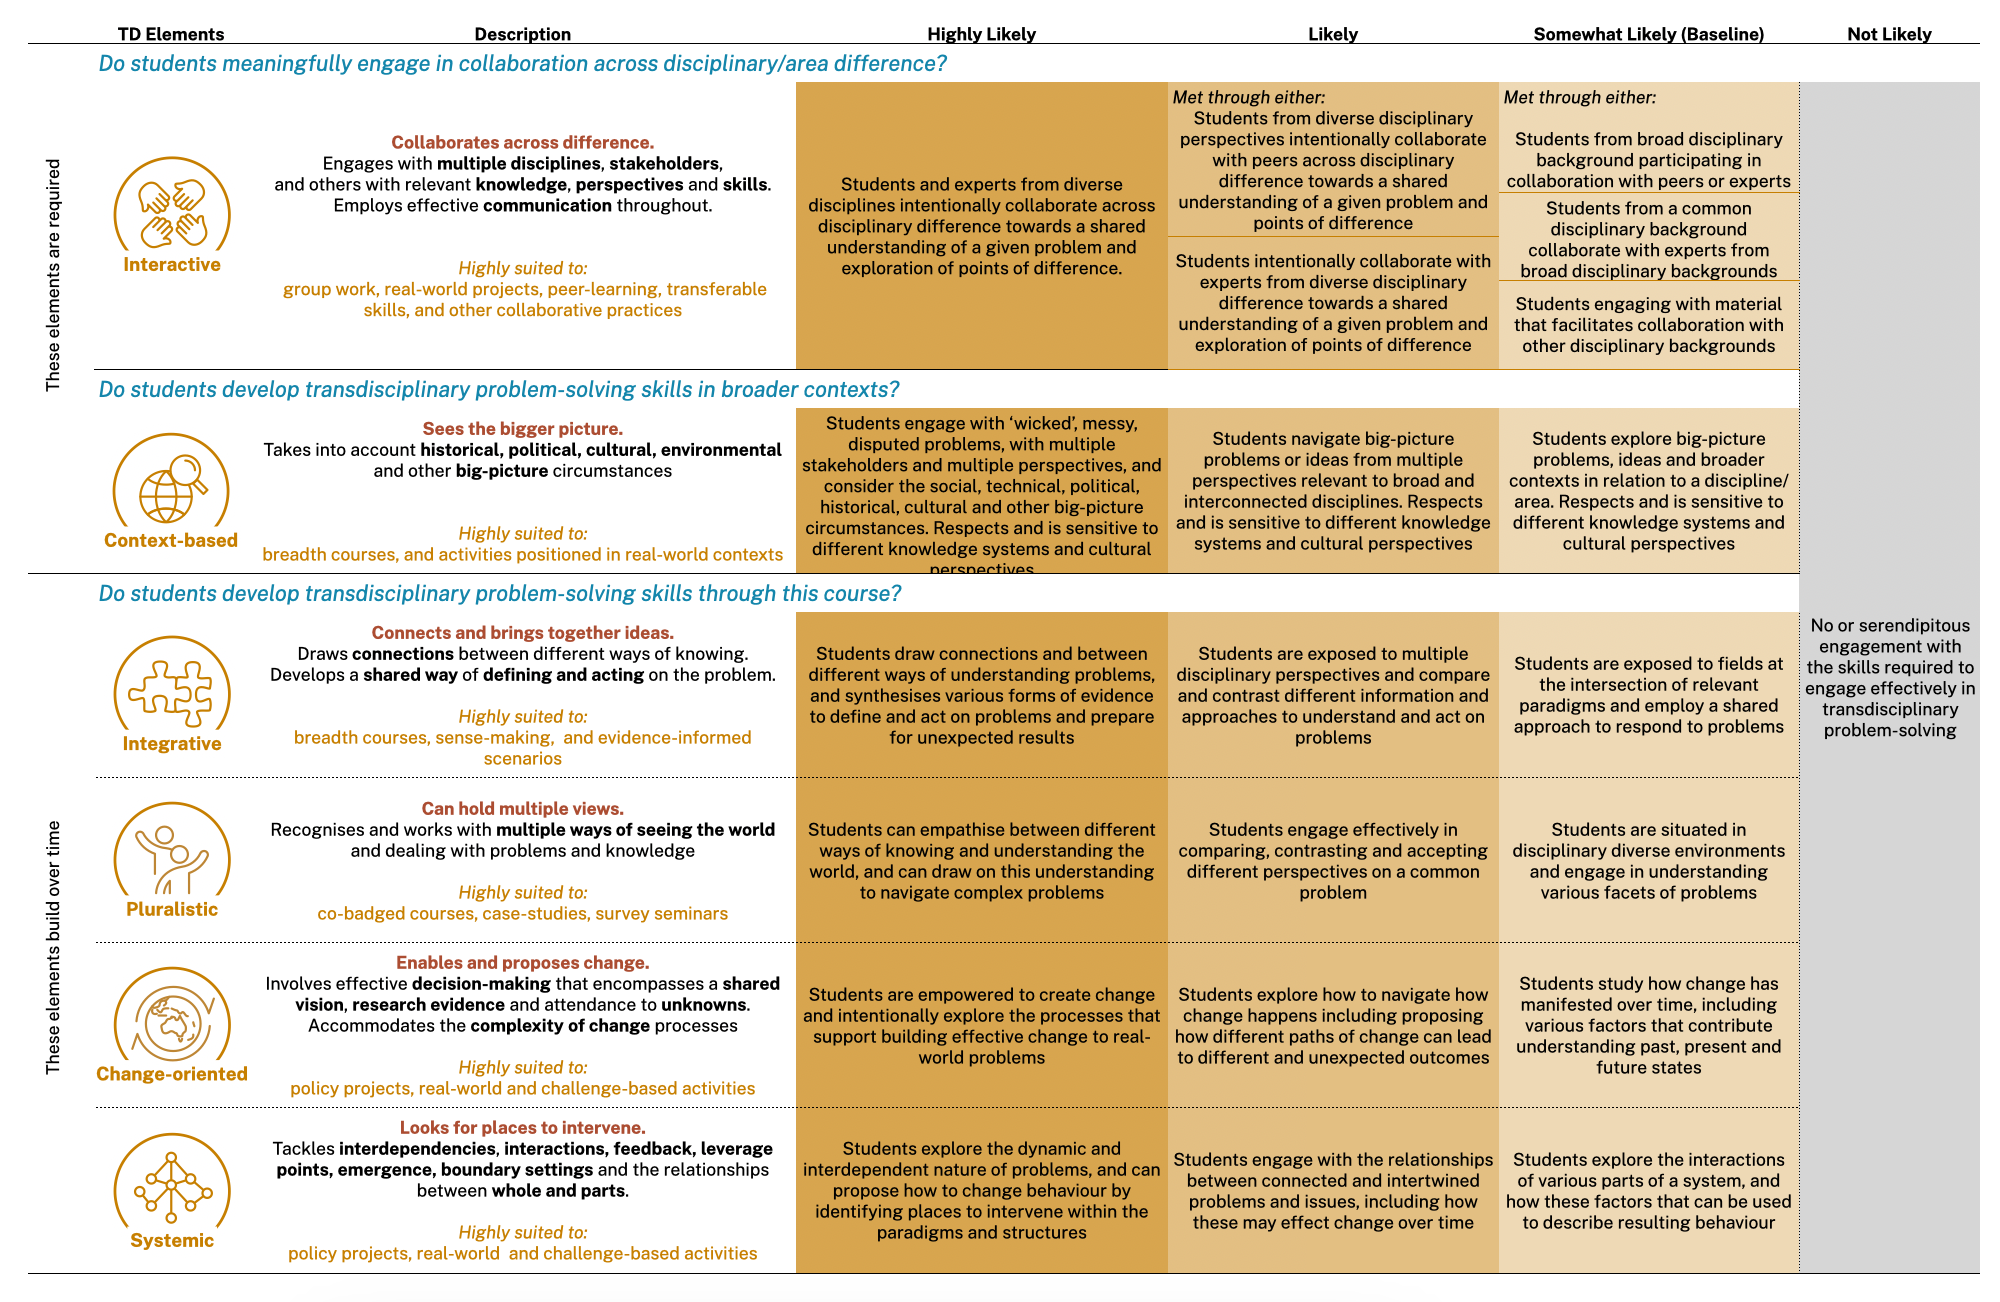 TD Elements
Description
Highly Likely
Likely
Somewhat Likely (Baseline)
Not Likely
Do students meaningfully engage in collaboration across disciplinary/area difference?
These elements are required
Interactive
Collaborates across difference.
Engages with multiple disciplines, stakeholders,
and others with relevant knowledge, perspectives and skills.
Employs effective communication throughout.
Highly suited to:
group work, real-world projects, peer-learning, transferable
skills, and other collaborative practices
Students and experts from diverse
disciplines intentionally collaborate across
disciplinary difference towards a shared
understanding of a given problem and
exploration of points of difference.
Met through either:
Students from diverse disciplinary
perspectives intentionally collaborate
with peers across disciplinary
difference towards a shared
understanding of a given problem and
points of difference
Students intentionally collaborate with
experts from diverse disciplinary
difference towards a shared
understanding of a given problem and
exploration of points of difference
Met through either:
Students from broad disciplinary
background participating in
collaboration with peers or experts
Students from a common
disciplinary background
collaborate with experts from
broad disciplinary backgrounds
Students engaging with material
that facilitates collaboration with
other disciplinary backgrounds
Do students develop transdisciplinary problem-solving skills in broader contexts?
Context-based
Sees the bigger picture.
Takes into account historical, political, cultural, environmental
and other big-picture circumstances
Highly suited to:
breadth courses, and activities positioned in real-world contexts
Students engage with ‘wicked’, messy,
disputed problems, with multiple
stakeholders and multiple perspectives, and
consider the social, technical, political,
historical, cultural and other big-picture
circumstances. Respects and is sensitive to
different knowledge systems and cultural
perspectives
Students navigate big-picture
problems or ideas from multiple
perspectives relevant to broad and
interconnected disciplines. Respects
and is sensitive to different knowledge
systems and cultural perspectives
Students explore big-picture
problems, ideas and broader
contexts in relation to a discipline/
area. Respects and is sensitive to
different knowledge systems and
cultural perspectives
Do students develop transdisciplinary problem-solving skills through this course?
These elements build over time
Integrative
Connects and brings together ideas.
Draws connections between different ways of knowing.
Develops a shared way of defining and acting on the problem.
Highly suited to:
breadth courses, sense-making,  and evidence-informed
scenarios
Students draw connections and between
different ways of understanding problems,
and synthesises various forms of evidence
to define and act on problems and prepare
for unexpected results
Students are exposed to multiple
disciplinary perspectives and compare
and contrast different information and
approaches to understand and act on
problems
Students are exposed to fields at
the intersection of relevant
paradigms and employ a shared
approach to respond to problems
No or serendipitous
engagement with
the skills required to
engage effectively in
transdisciplinary
problem-solving
Pluralistic
Can hold multiple views.
Recognises and works with multiple ways of seeing the world
and dealing with problems and knowledge
Highly suited to:
co-badged courses, case-studies, survey seminars
Students can empathise between different
ways of knowing and understanding the
world, and can draw on this understanding
to navigate complex problems
Students engage effectively in
comparing, contrasting and accepting
different perspectives on a common
problem
Students are situated in
disciplinary diverse environments
and engage in understanding
various facets of problems
Change-oriented
Enables and proposes change.
Involves effective decision-making that encompasses a shared
vision, research evidence and attendance to unknowns.
Accommodates the complexity of change processes
Highly suited to:
policy projects, real-world and challenge-based activities
Students are empowered to create change
and intentionally explore the processes that
support building effective change to real-
world problems
Students explore how to navigate how
change happens including proposing
how different paths of change can lead
to different and unexpected outcomes
Students study how change has
manifested over time, including
various factors that contribute
understanding past, present and
future states
Systemic
Looks for places to intervene.
Tackles interdependencies, interactions, feedback, leverage
points, emergence, boundary settings and the relationships
between whole and parts.
Highly suited to:
policy projects, real-world  and challenge-based activities
Students explore the dynamic and
interdependent nature of problems, and can
propose how to change behaviour by
identifying places to intervene within the
paradigms and structures
Students engage with the relationships
between connected and intertwined
problems and issues, including how
these may effect change over time
Students explore the interactions
of various parts of a system, and
how these factors that can be used
to describe resulting behaviour